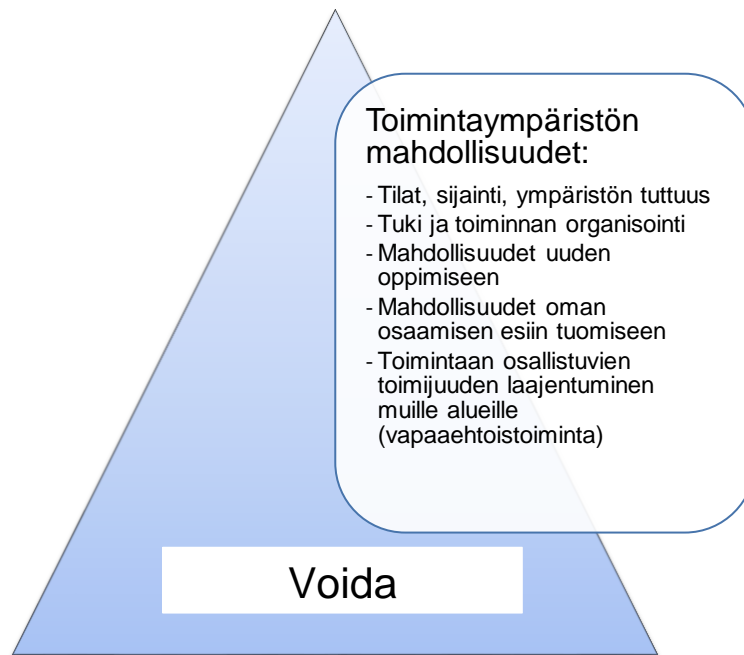 Toimintaympäristön
mahdollisuudet:
- Tilat, sijainti, ympäristön tuttuus
- Tuki ja toiminnan organisointi
- Mahdollisuudet uuden
oppimiseen
- Mahdollisuudet oman
osaamisen esiin tuomiseen
- Toimintaan osallistuvien
toimijuuden laajentuminen
muille alueille
(vapaaehtoistoiminta)
Voida